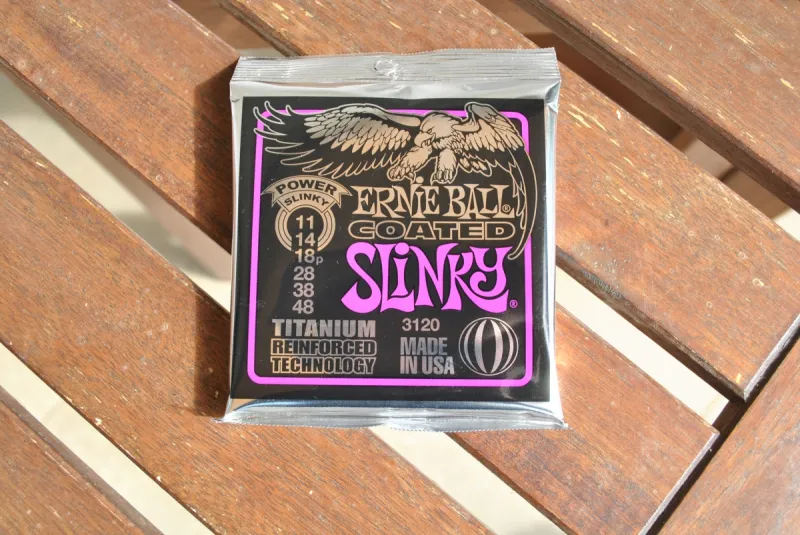 POWER
SLINKY
11
14
18p
28
38
48
ERNIE BALL®
COATED
SLINKY®
TITANIUM
REINFORCED
TECHNOLOGY
3120
MADE
IN USA